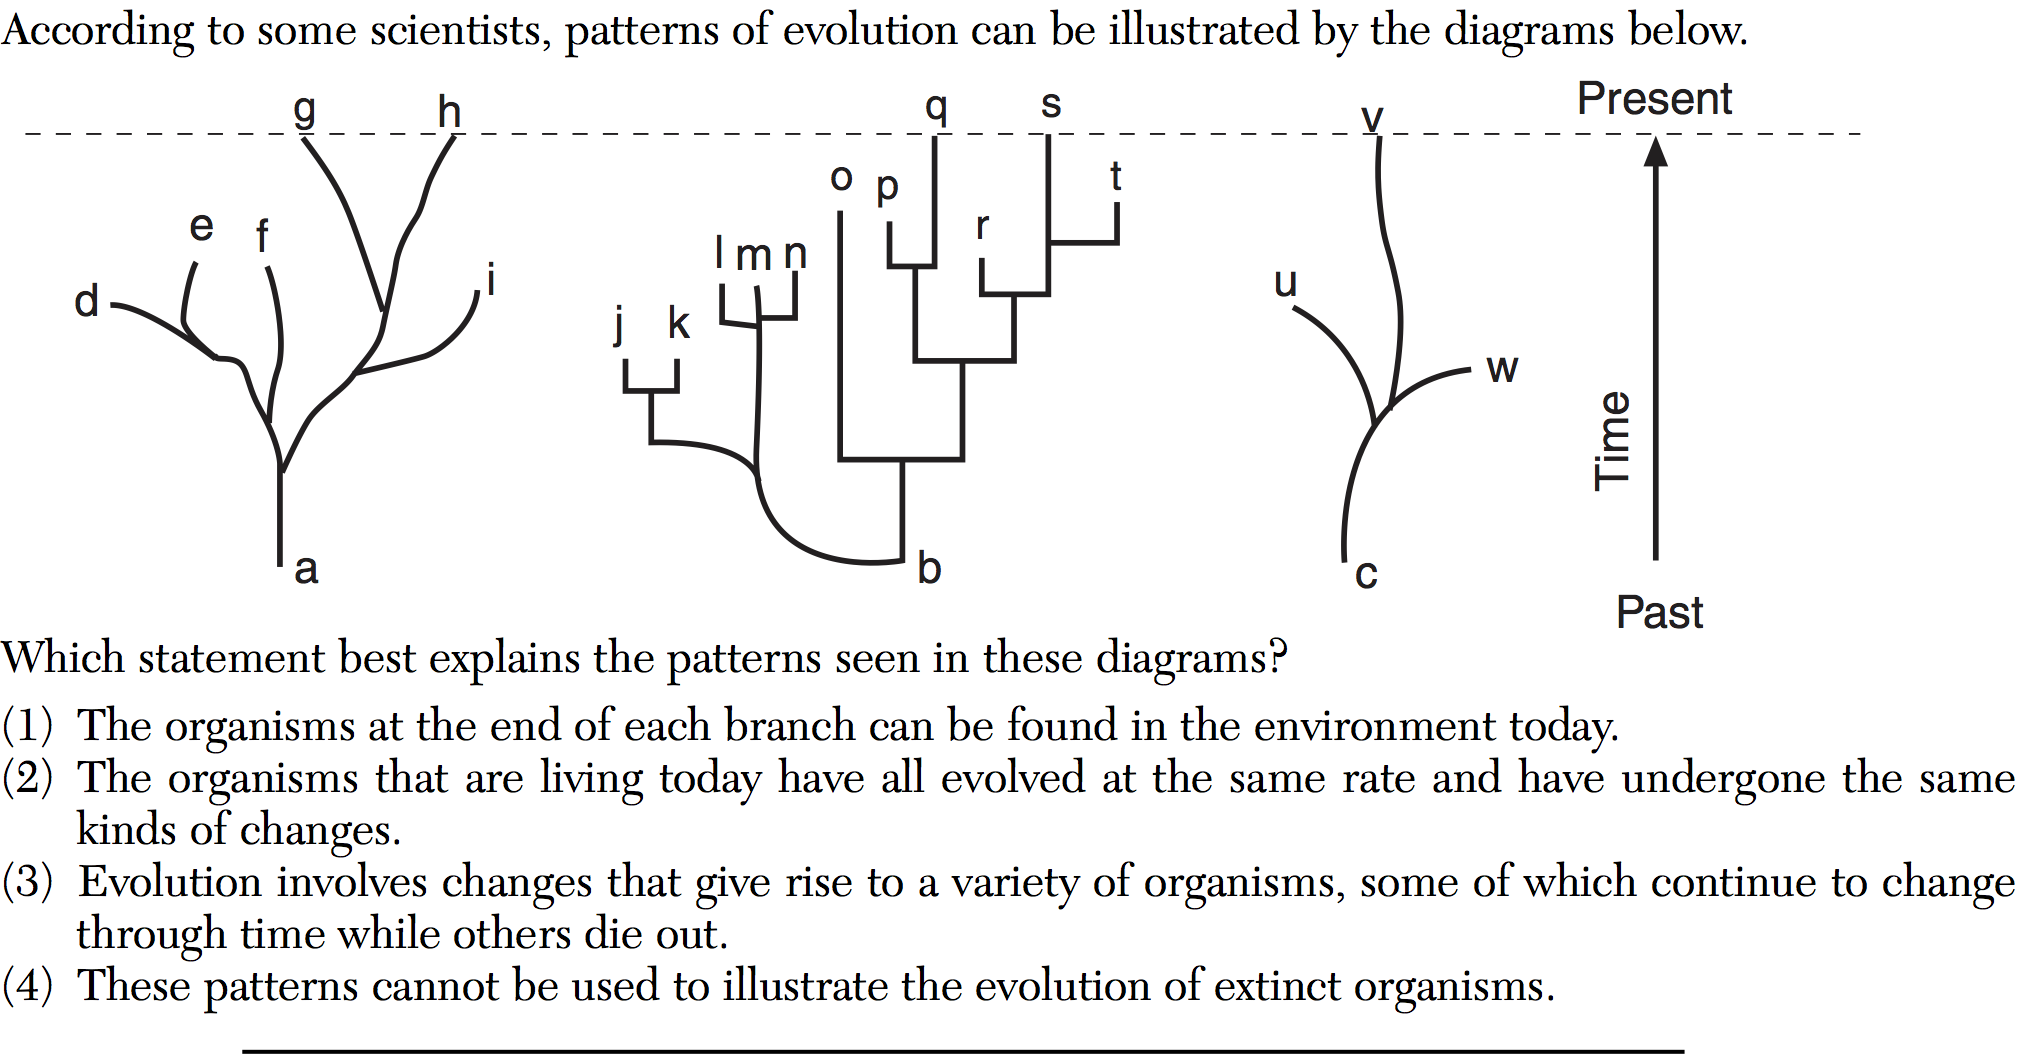 According to some scientists, patterns of evolution can be illustrated by the diagrams below.
g h q s v Present
o p t
e f l m n r
d i j k u w
Time
a b c
Past
Which statement best explains the patterns seen in these diagrams?
(1) The organisms at the end of each branch can be found in the environment today.
(2) The organisms that are living today have all evolved at the same rate and have undergone the same
kinds of changes.
(3) Evolution involves changes that give rise to a variety of organisms, some of which continue to change
through time while others die out.
(4) These patterns cannot be used to illustrate the evolution of extinct organisms.